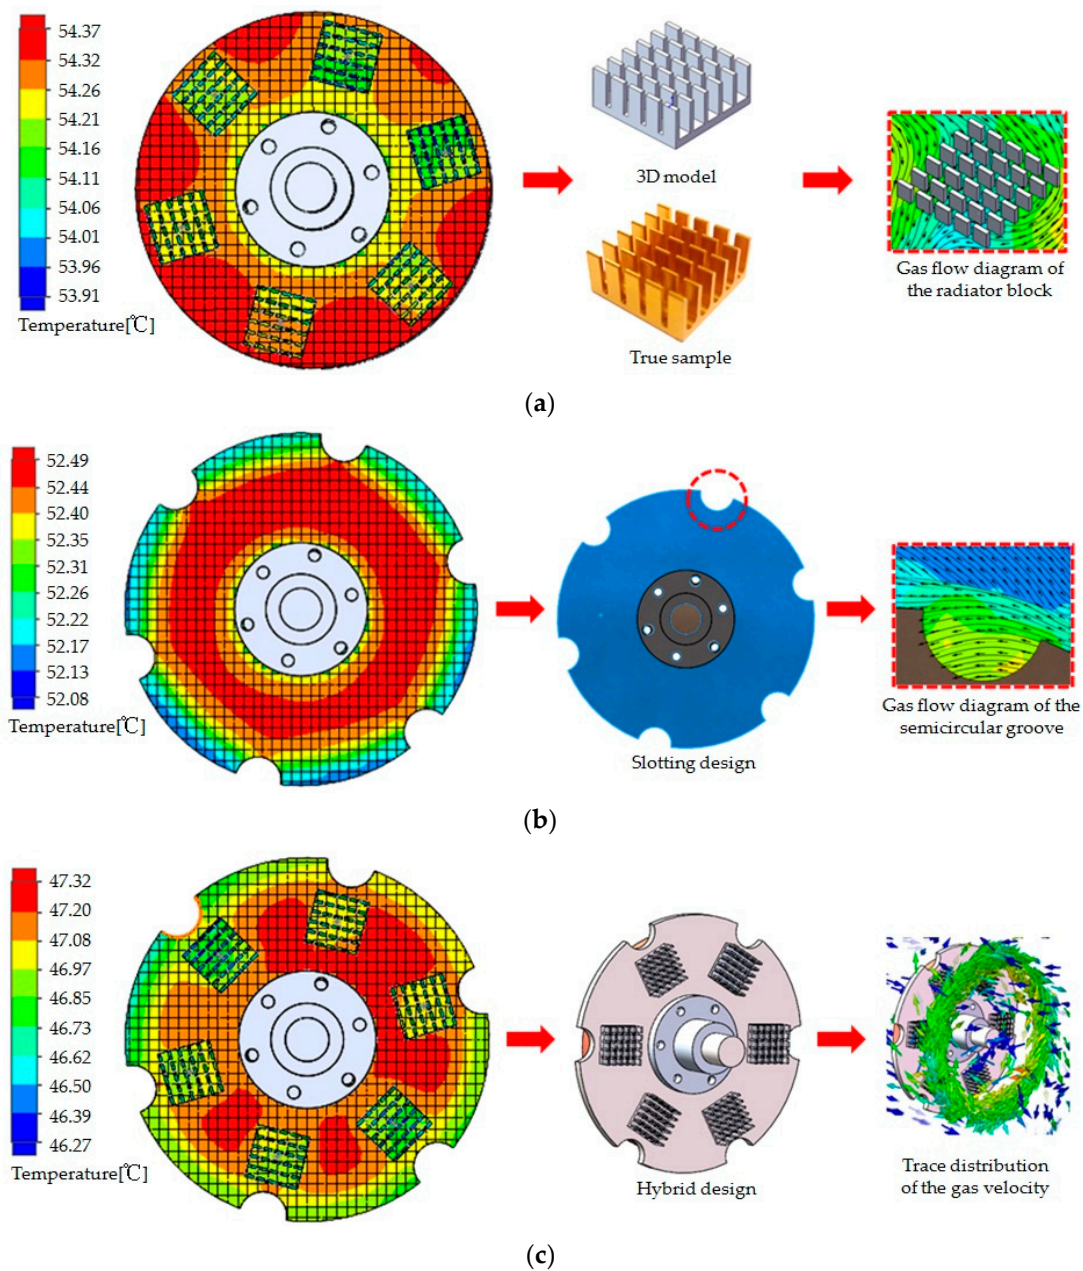 54.37
54.32
54.26
54.21
54.16
54.11
54.06
54.01
53.96
53.91
Temperature[℃]
3D model
True sample
Gas flow diagram of
the radiator block
(a)
52.49
52.44
52.40
52.35
52.31
52.26
52.22
52.17
52.13
52.08
Temperature[℃]
Slotting design
Gas flow diagram of the
semicircular groove
(b)
47.32
47.20
47.08
46.97
46.85
46.73
46.62
46.50
46.39
46.27
Temperature[℃]
Hybrid design
Trace distribution
of the gas velocity
(c)